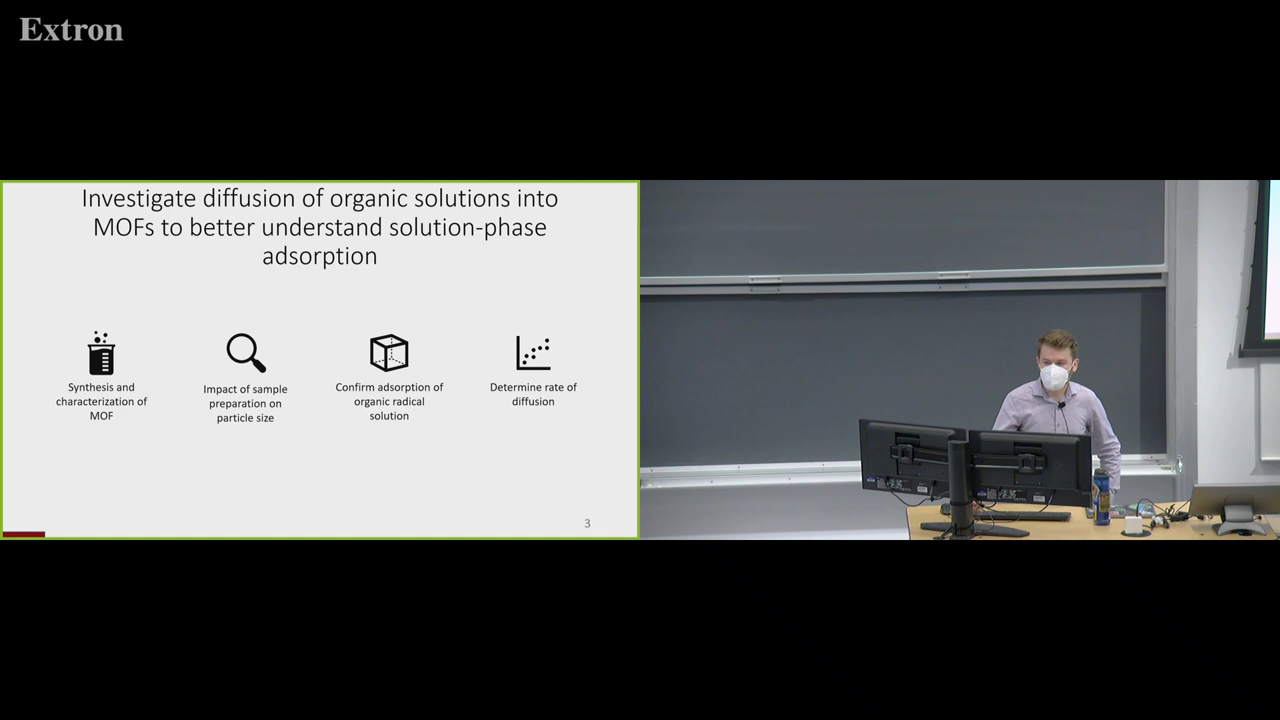 Extron
Investigate diffusion of organic solutions into
MOFs to better understand solution-phase
adsorption
Synthesis and
characterization of
MOF
Impact of sample
preparation on
particle size
Confirm adsorption of
organic radical
solution
Determine rate of
diffusion
3